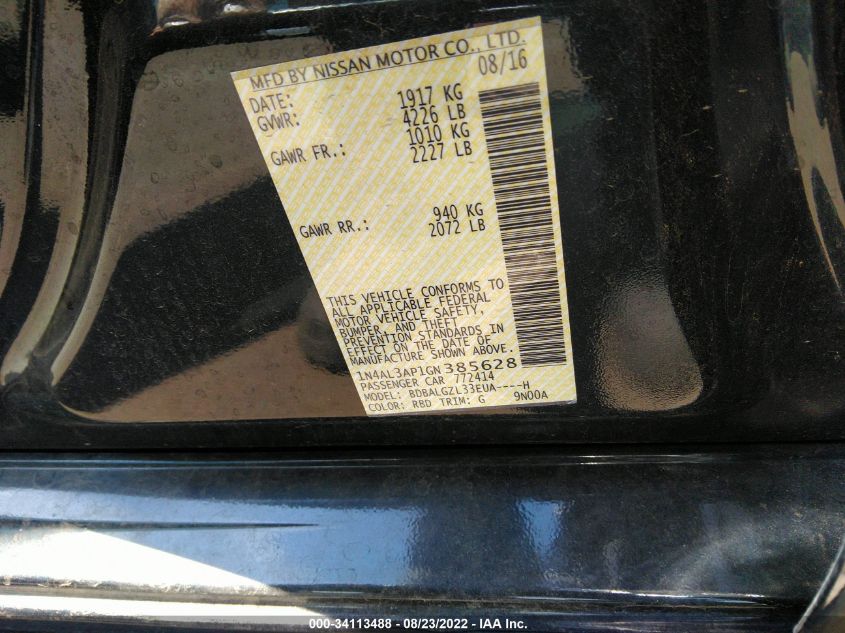 MFD BY NISSAN MOTOR CO., LTD.
DATE: 08/16
GVWR: 1917 KG
4226 LB
GAWR FR.: 1010 KG
2227 LB
GAWR RR.: 940 KG
2072 LB
THIS VEHICLE CONFORMS TO
ALL APPLICABLE FEDERAL
MOTOR VEHICLE SAFETY,
BUMPER, AND THEFT
PREVENTION STANDARDS IN
EFFECT ON THE DATE OF
MANUFACTURE SHOWN ABOVE.
1N4AL3AP1GN385628
PASSENGER CAR 772414
MODEL: BDBALGZL33EUA----H
COLOR: RBD TRIM: G 9N00A
000-34113488 - 08/23/2022 - IAA Inc.